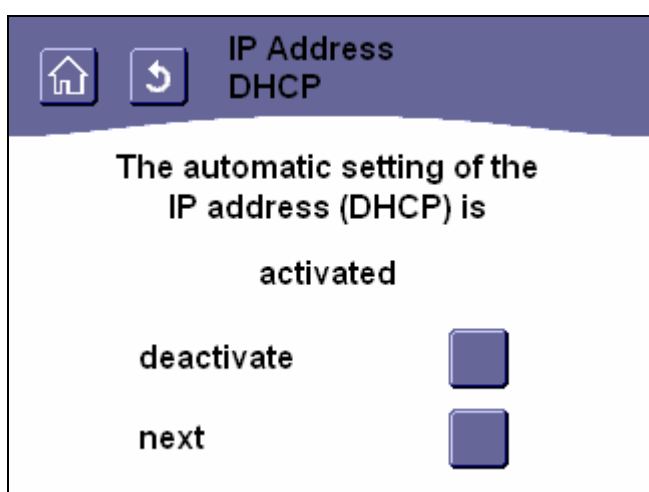 IP Address
DHCP
The automatic setting of the
IP address (DHCP) is
activated
deactivate
next